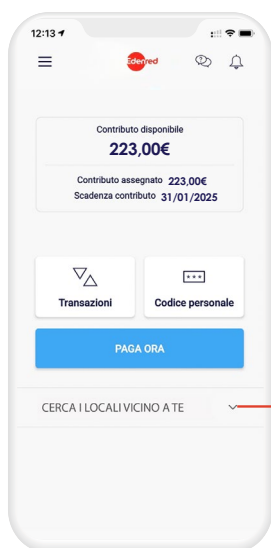 12:13
Edenred
Contributo disponibile
223,00€
Contributo assegnato 223,00€
Scadenza contributo 31/01/2025
Transazioni
Codice personale
PAGA ORA
CERCA I LOCALI VICINO A TE